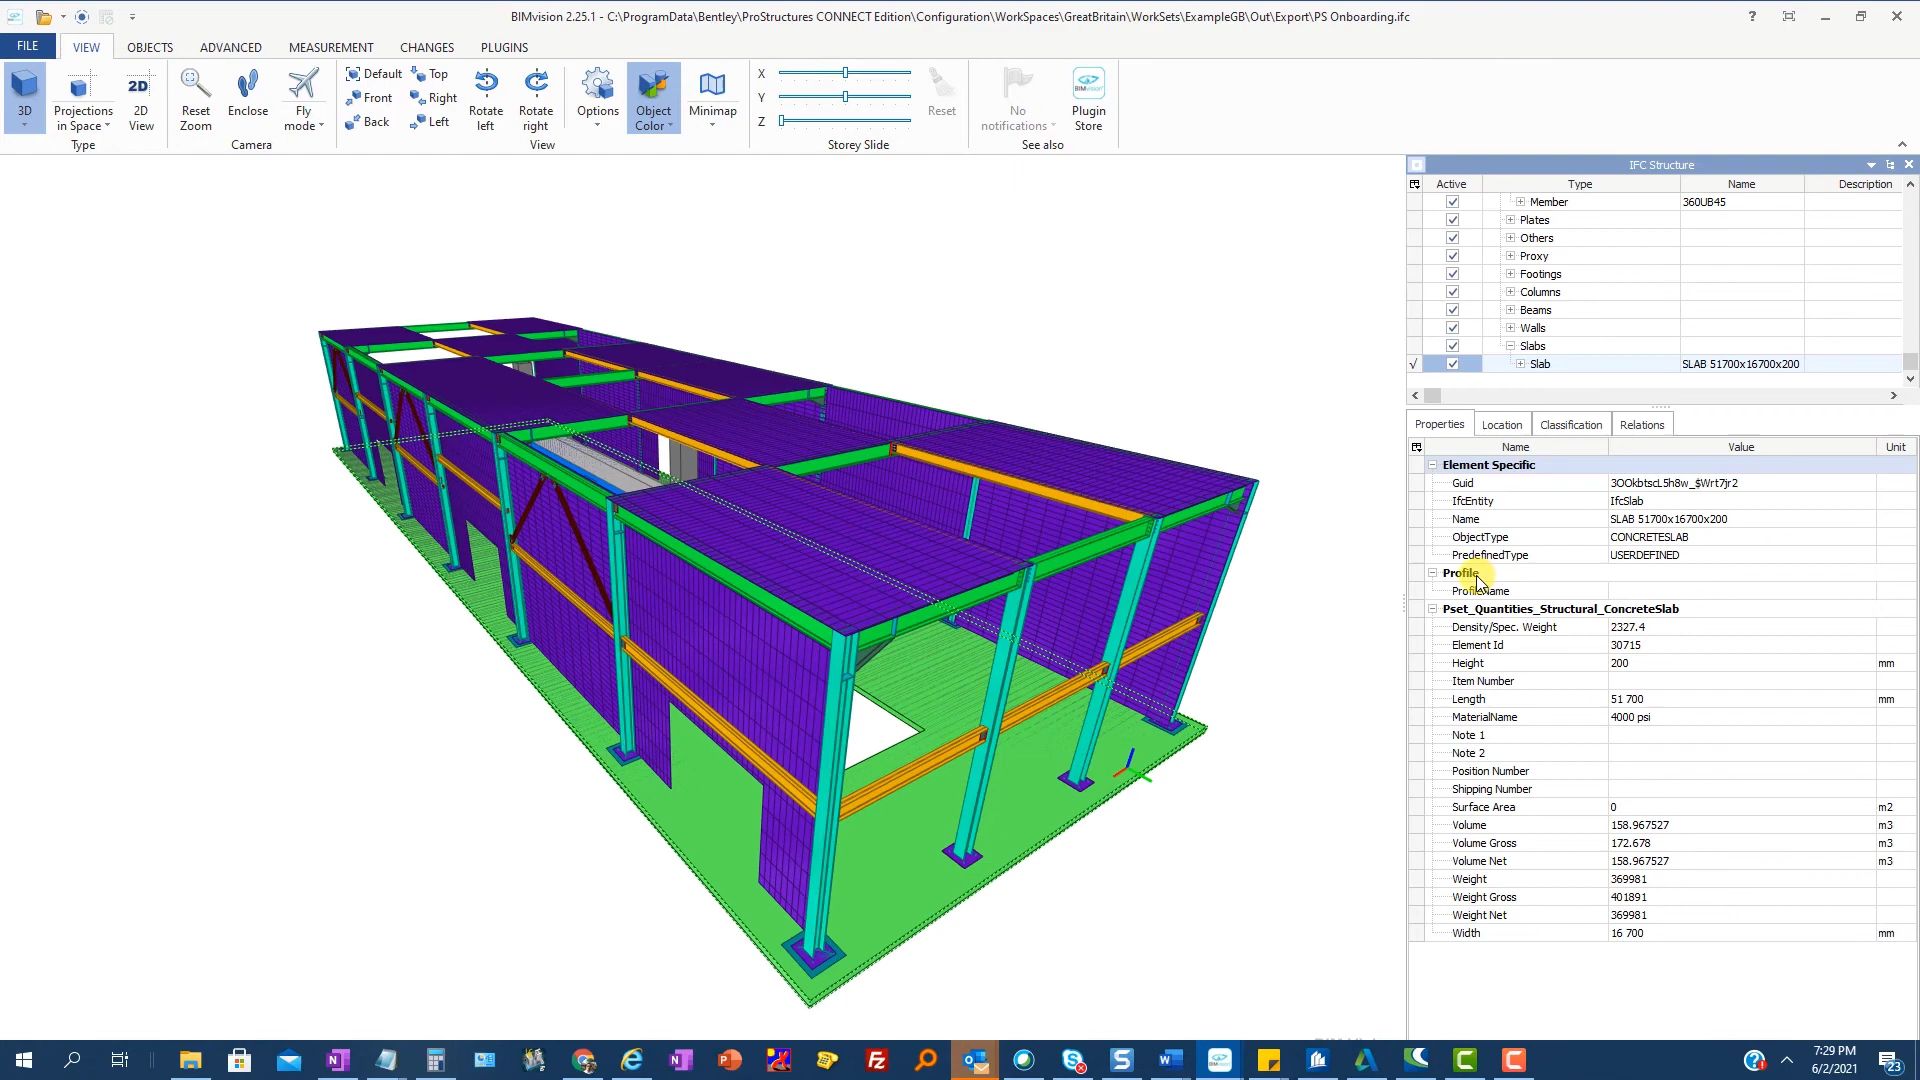 BIMvision 2.25.1 - C:\ProgramData\Bentley\ProStructures CONNECT Edition\Configuration\WorkSpaces\GreatBritain\WorkSets\ExampleGB\Out\Export\PS Onboarding.ifc
FILE VIEW OBJECTS ADVANCED MEASUREMENT CHANGES PLUGINS
3D
Projections in Space
2D
2D View
Type
Reset Zoom
Enclose
Fly mode
Camera
Default Top
Front Right
Back Left
Rotate left
Rotate right
View
Options
Object Color
Minimap
X
Y
Z
Reset
Storey Slide
No notifications
BIMvision
Plugin Store
See also
IFC Structure
Active Type Name Description
Member 360UB45
Plates
Others
Proxy
Footings
Columns
Beams
Walls
Slabs
Slab SLAB 51700x16700x200
Properties Location Classification Relations
Name Value Unit
Element Specific
Guid 3OOkbtscL5h8w_$Wrt7jr2
IfcEntity IfcSlab
Name SLAB 51700x16700x200
ObjectType CONCRETESLAB
PredefinedType USERDEFINED
Profile
ProfileName
Pset_Quantities_Structural_ConcreteSlab
Density/Spec. Weight 2327.4
Element Id 30715
Height 200 mm
Item Number
Length 51 700 mm
MaterialName 4000 psi
Note 1
Note 2
Position Number
Shipping Number
Surface Area 0 m2
Volume 158.967527 m3
Volume Gross 172.678 m3
Volume Net 158.967527 m3
Weight 369981
Weight Gross 401891
Weight Net 369981
Width 16 700 mm
7:29 PM
6/2/2021
23